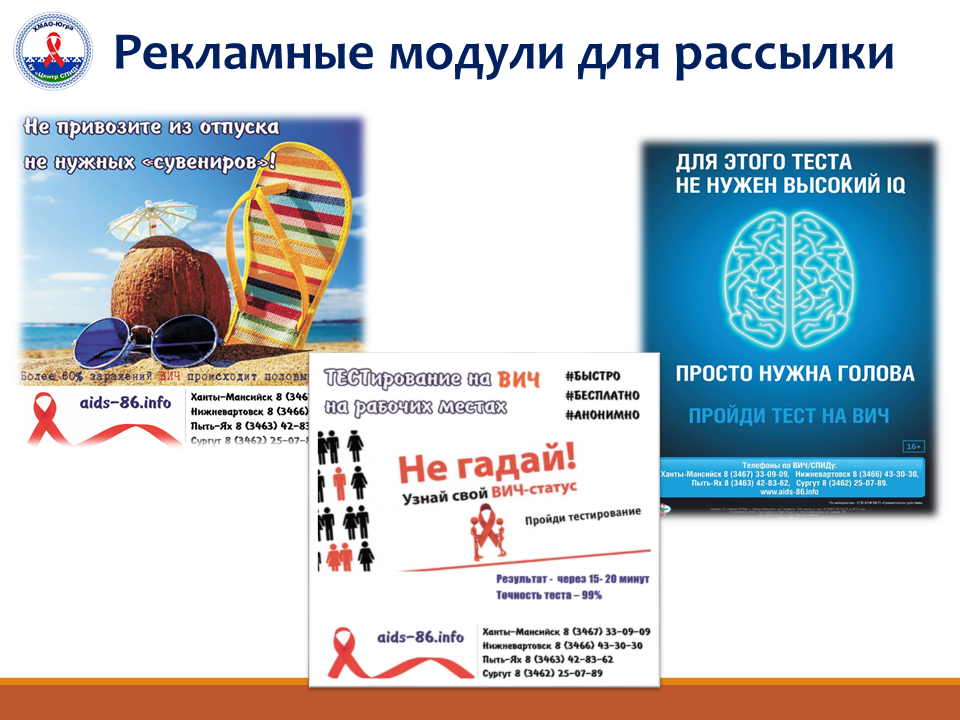 ХМАО-Югра
КУ «Центр СПИД»
Рекламные модули для рассылки
Не привозите из отпуска
не нужных «сувениров»!
Более 60% заражений ВИЧ происходит половы
aids-86.info
Ханты-Мансийск 8 (346
Нижневартовск 8 (3466)
Пыть-Ях 8 (3463) 42-83
Сургут 8 (3462) 25-07-8
ТЕСТирование на ВИЧ
на рабочих местах
#БЫСТРО
#БЕСПЛАТНО
#АНОНИМНО
Не гадай!
Узнай свой ВИЧ-статус
Пройди тестирование
Результат - через 15- 20 минут
Точность теста – 99%
aids-86.info
Ханты-Мансийск 8 (3467) 33-09-09
Нижневартовск 8 (3466) 43-30-30
Пыть-Ях 8 (3463) 42-83-62
Сургут 8 (3462) 25-07-89
ДЛЯ ЭТОГО ТЕСТА
НЕ НУЖЕН ВЫСОКИЙ IQ
ПРОСТО НУЖНА ГОЛОВА
ПРОЙДИ ТЕСТ НА ВИЧ
16+
Телефоны по ВИЧ/СПИДу:
Ханты-Мансийск 8 (3467) 33-09-09, Нижневартовск 8 (3466) 43-30-30,
Пыть-Ях 8 (3463) 42-83-62, Сургут 8 (3462) 25-07-89.
www.aids-86.info